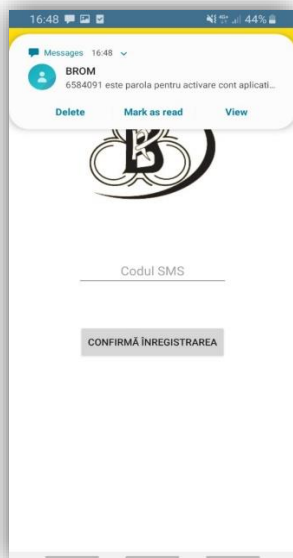 16:48 44%
Messages 16:48
BROM
6584091 este parola pentru activare cont aplicati...
Delete Mark as read View
B
Codul SMS
CONFIRMĂ ÎNREGISTRAREA